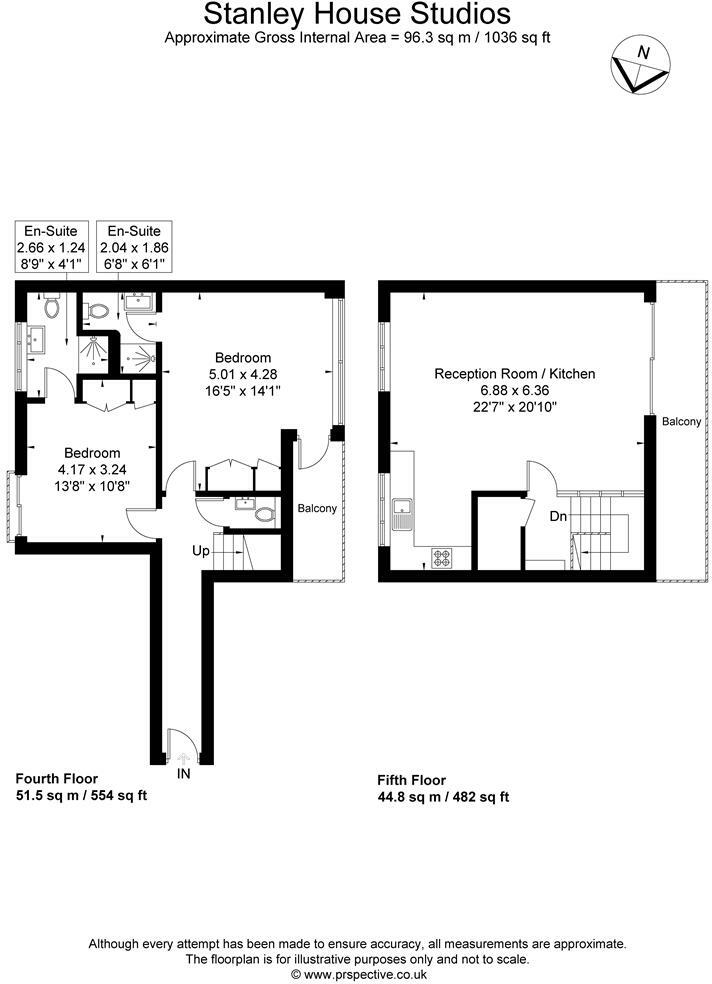 Stanley House Studios
Approximate Gross Internal Area = 96.3 sq m / 1036 sq ft
N
En-Suite
2.66 x 1.24
8'9" x 4'1"
En-Suite
2.04 x 1.86
6'8" x 6'1"
Bedroom
5.01 x 4.28
16'5" x 14'1"
Bedroom
4.17 x 3.24
13'8" x 10'8"
Balcony
Up
IN
Reception Room / Kitchen
6.88 x 6.36
22'7" x 20'10"
Balcony
Dn
Fourth Floor
51.5 sq m / 554 sq ft
Fifth Floor
44.8 sq m / 482 sq ft
Although every attempt has been made to ensure accuracy, all measurements are approximate.
The floorplan is for illustrative purposes only and not to scale.
© www.prspective.co.uk